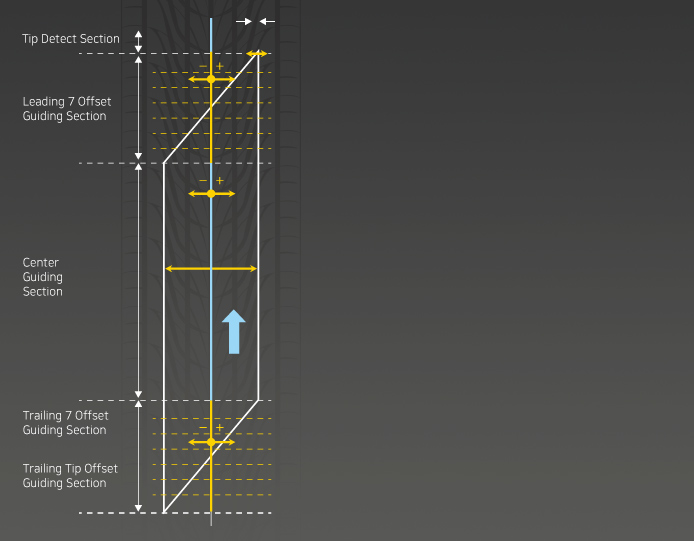 Tip Detect Section
− +
Leading 7 Offset
Guiding Section
− +
Center
Guiding
Section
Trailing 7 Offset
Guiding Section
− +
Trailing Tip Offset
Guiding Section